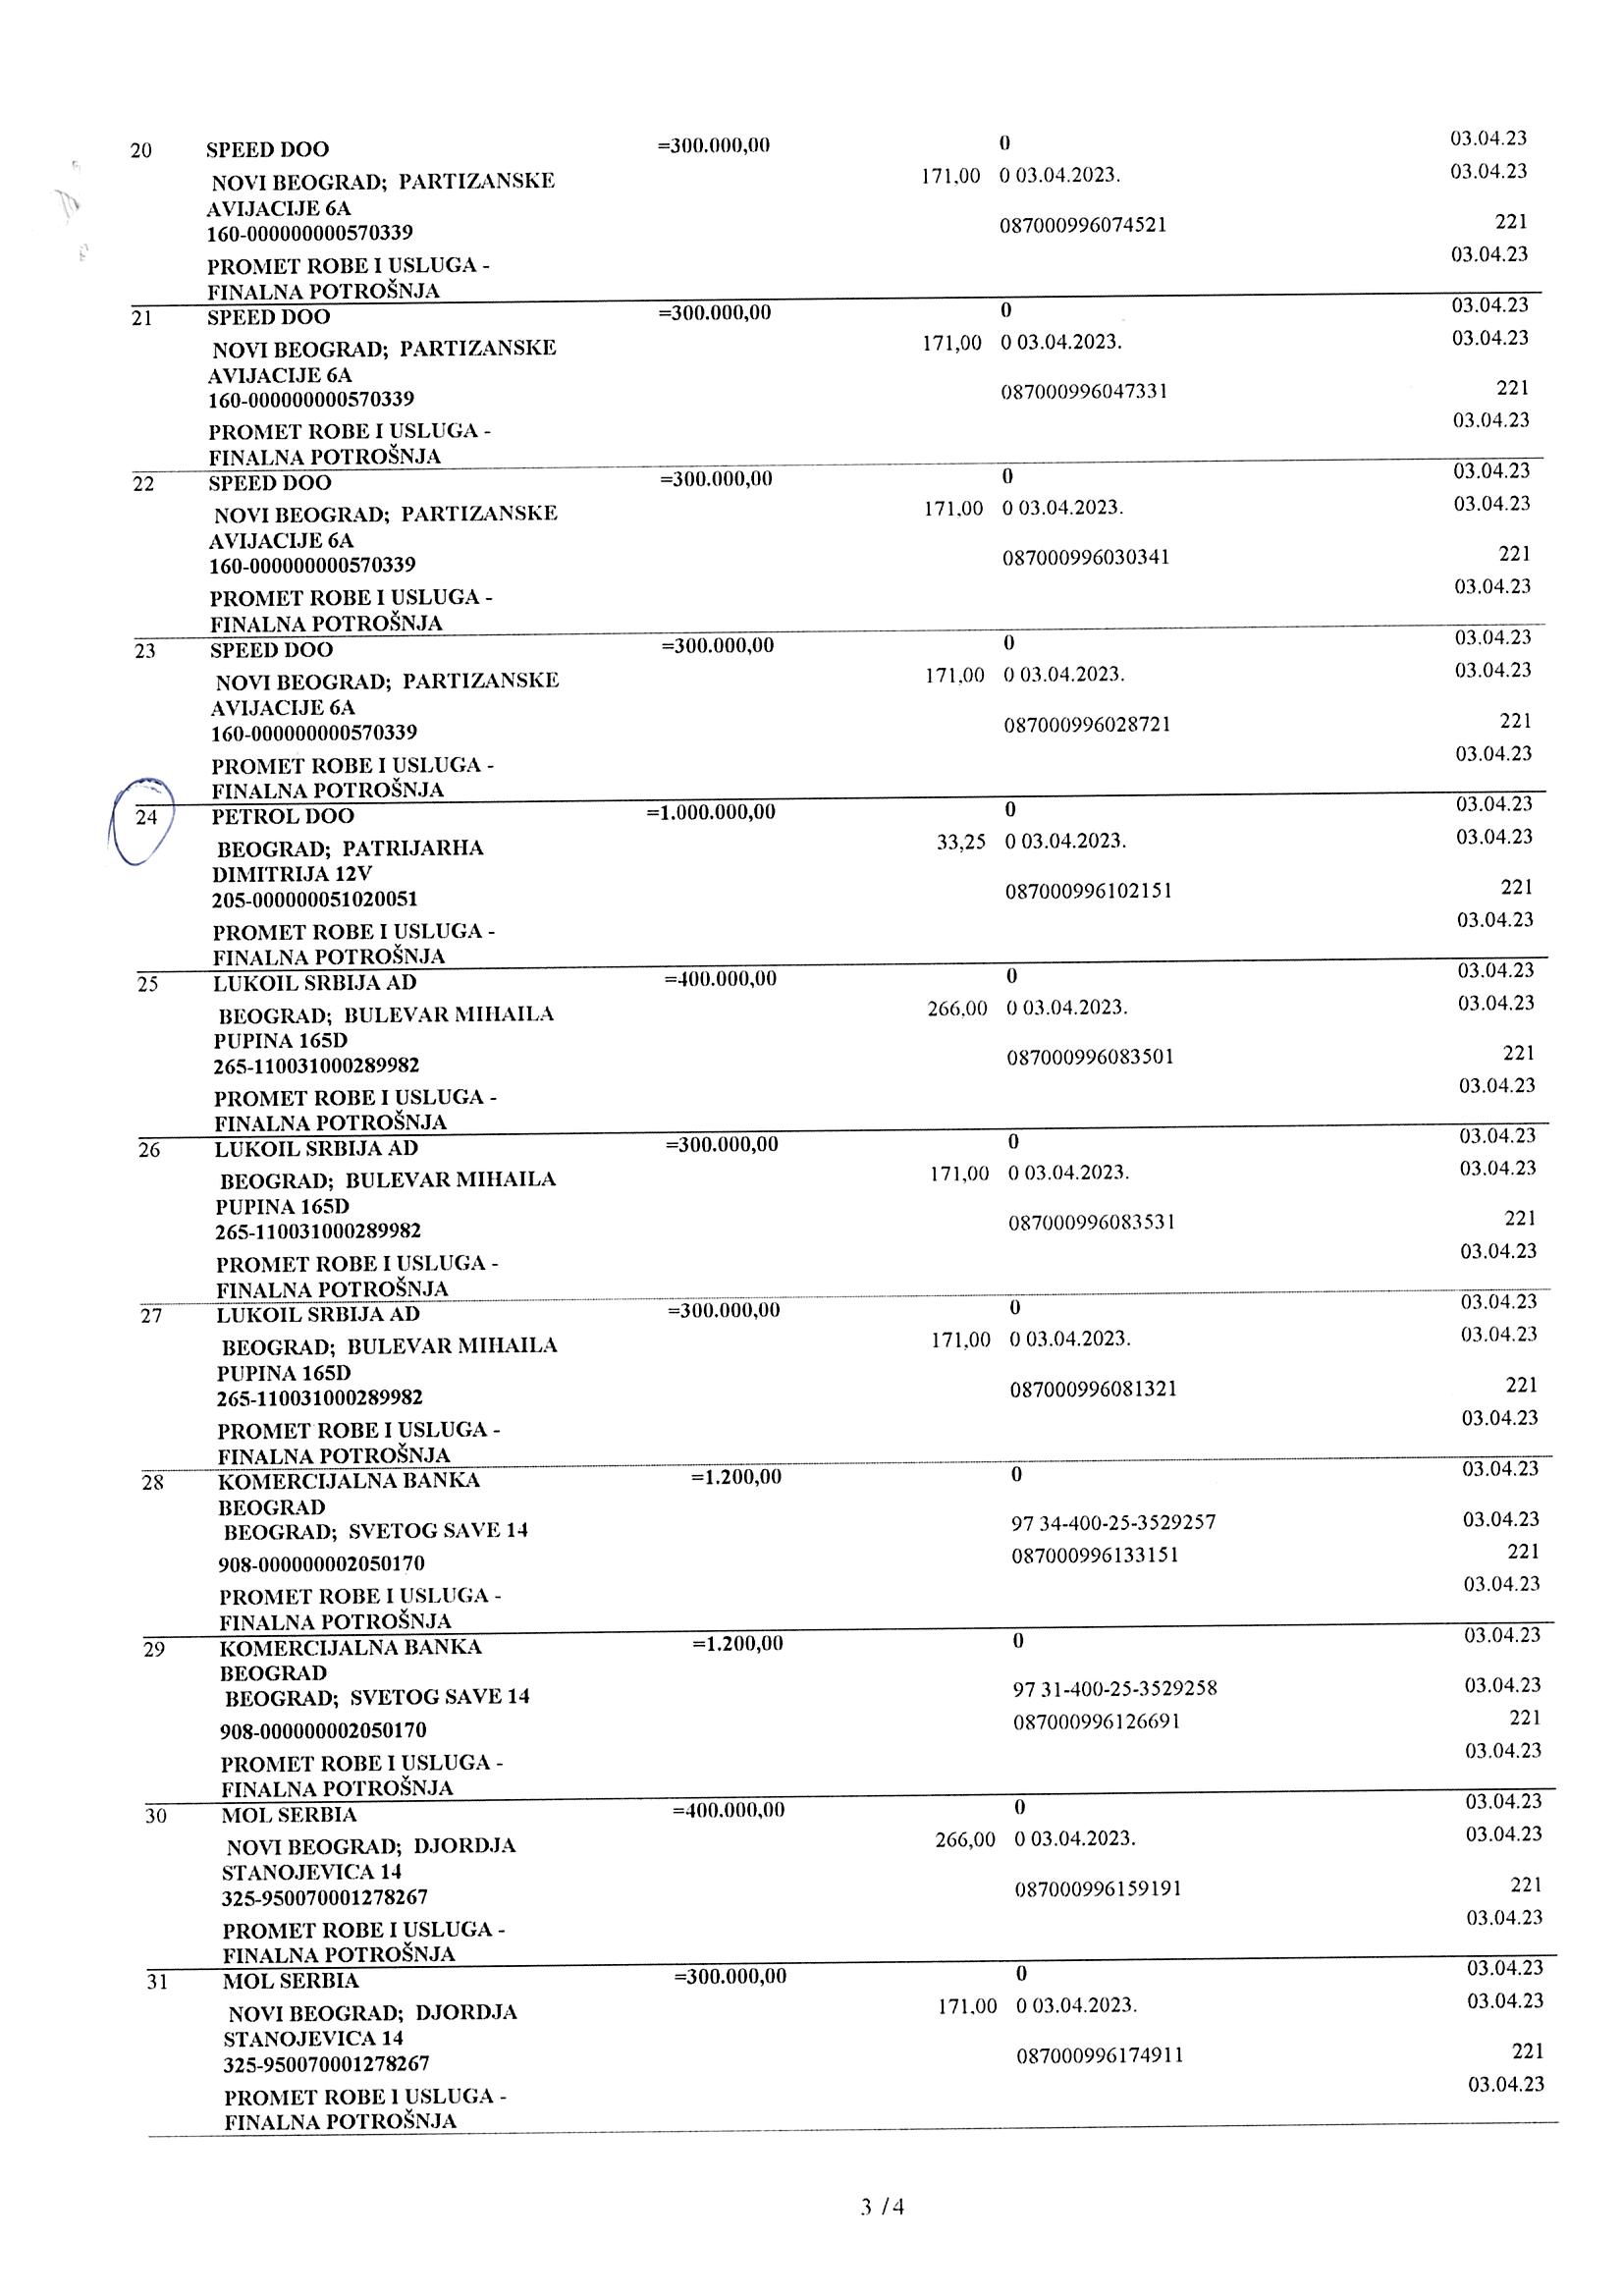 20 SPEED DOO =300.000,00 0 03.04.23
NOVI BEOGRAD; PARTIZANSKE 171,00 0 03.04.2023. 03.04.23
AVIJACIJE 6A
160-000000000570339 087000996074521 221
PROMET ROBE I USLUGA - 03.04.23
FINALNA POTROŠNJA
21 SPEED DOO =300.000,00 0 03.04.23
NOVI BEOGRAD; PARTIZANSKE 171,00 0 03.04.2023. 03.04.23
AVIJACIJE 6A
160-000000000570339 087000996047331 221
PROMET ROBE I USLUGA - 03.04.23
FINALNA POTROŠNJA
22 SPEED DOO =300.000,00 0 03.04.23
NOVI BEOGRAD; PARTIZANSKE 171,00 0 03.04.2023. 03.04.23
AVIJACIJE 6A
160-000000000570339 087000996030341 221
PROMET ROBE I USLUGA - 03.04.23
FINALNA POTROŠNJA
23 SPEED DOO =300.000,00 0 03.04.23
NOVI BEOGRAD; PARTIZANSKE 171,00 0 03.04.2023. 03.04.23
AVIJACIJE 6A
160-000000000570339 087000996028721 221
PROMET ROBE I USLUGA - 03.04.23
FINALNA POTROŠNJA
24 PETROL DOO =1.000.000,00 0 03.04.23
BEOGRAD; PATRIJARHA 33,25 0 03.04.2023. 03.04.23
DIMITRIJA 12V
205-000000051020051 087000996102151 221
PROMET ROBE I USLUGA - 03.04.23
FINALNA POTROŠNJA
25 LUKOIL SRBIJA AD =400.000,00 0 03.04.23
BEOGRAD; BULEVAR MIHAILA 266,00 0 03.04.2023. 03.04.23
PUPINA 165D
265-110031000289982 087000996083501 221
PROMET ROBE I USLUGA - 03.04.23
FINALNA POTROŠNJA
26 LUKOIL SRBIJA AD =300.000,00 0 03.04.23
BEOGRAD; BULEVAR MIHAILA 171,00 0 03.04.2023. 03.04.23
PUPINA 165D
265-110031000289982 087000996083531 221
PROMET ROBE I USLUGA - 03.04.23
FINALNA POTROŠNJA
27 LUKOIL SRBIJA AD =300.000,00 0 03.04.23
BEOGRAD; BULEVAR MIHAILA 171,00 0 03.04.2023. 03.04.23
PUPINA 165D
265-110031000289982 087000996081321 221
PROMET ROBE I USLUGA - 03.04.23
FINALNA POTROŠNJA
28 KOMERCIJALNA BANKA =1.200,00 0 03.04.23
BEOGRAD
BEOGRAD; SVETOG SAVE 14 97 34-400-25-3529257 03.04.23
908-000000002050170 087000996133151 221
PROMET ROBE I USLUGA - 03.04.23
FINALNA POTROŠNJA
29 KOMERCIJALNA BANKA =1.200,00 0 03.04.23
BEOGRAD
BEOGRAD; SVETOG SAVE 14 97 31-400-25-3529258 03.04.23
908-000000002050170 087000996126691 221
PROMET ROBE I USLUGA - 03.04.23
FINALNA POTROŠNJA
30 MOL SERBIA =400.000,00 0 03.04.23
NOVI BEOGRAD; DJORDJA 266,00 0 03.04.2023. 03.04.23
STANOJEVICA 14
325-950070001278267 087000996159191 221
PROMET ROBE I USLUGA - 03.04.23
FINALNA POTROŠNJA
31 MOL SERBIA =300.000,00 0 03.04.23
NOVI BEOGRAD; DJORDJA 171,00 0 03.04.2023. 03.04.23
STANOJEVICA 14
325-950070001278267 087000996174911 221
PROMET ROBE I USLUGA - 03.04.23
FINALNA POTROŠNJA
3 / 4